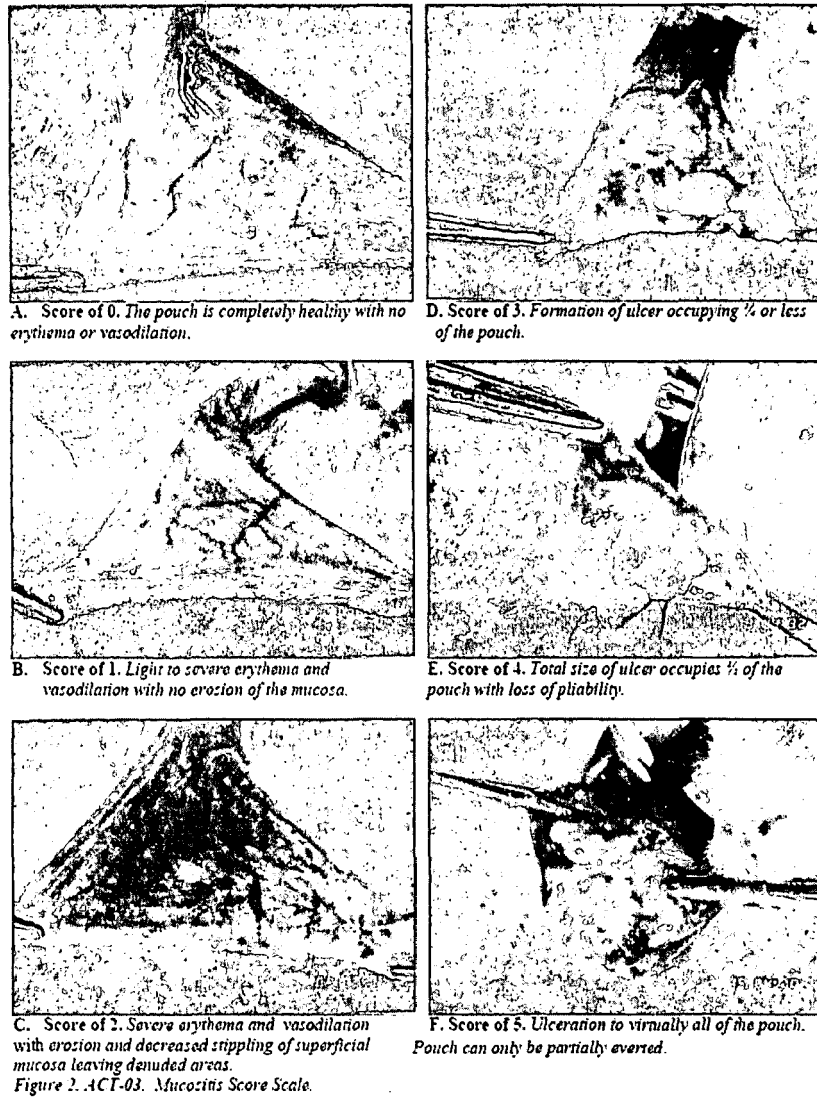 A. Score of 0. The pouch is completely healthy with no
erythema or vasodilation.
B. Score of 1. Light to severe erythema and
vasodilation with no erosion of the mucosa.
C. Score of 2. Severe erythema and vasodilation
with erosion and decreased stippling of superficial
mucosa leaving denuded areas.
D. Score of 3. Formation of ulcer occupying or less
of the pouch.
E. Score of 4. Total size of ulcer occupies of the
pouch with loss of pliability.
F. Score of 5. Ulceration to virtually all of the pouch.
Pouch can only be partially everted.
Figure 2. ACT-03. Mucositis Score Scale.